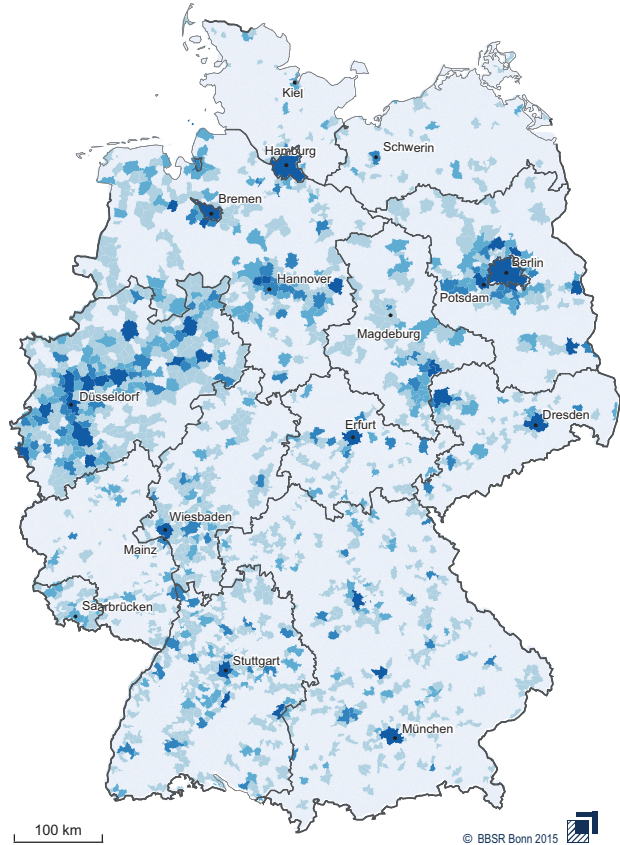 Kiel
Schwerin
Hamburg
Bremen
Berlin
Hannover
Potsdam
Magdeburg
Düsseldorf
Dresden
Erfurt
Wiesbaden
Mainz
Saarbrücken
Stuttgart
München
100 km
© BBSR Bonn 2015